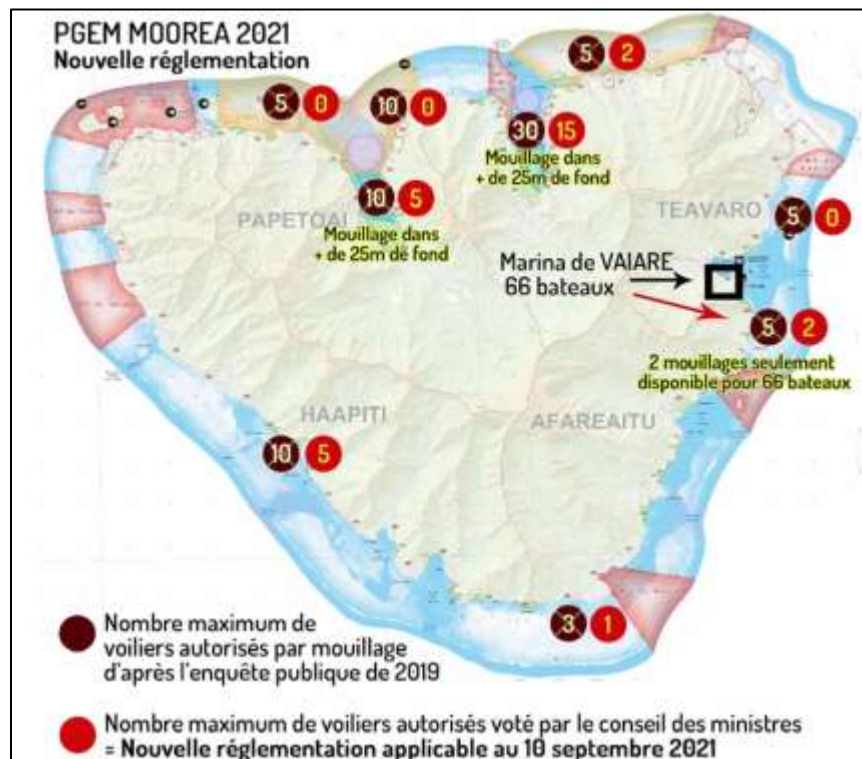 PGEM MOOREA 2021
Nouvelle réglementation
5 2
5 0
10 0
30 15
Mouillage dans
+ de 25m de fond
10 5
PAPETOAI
Mouillage dans
+ de 25m de fond
TEAVARO
5 0
Marina de VAIARE
66 bateaux
5 2
2 mouillages seulement
disponible pour 66 bateaux
HAAPITI
AFAREAITU
10 5
3 1
Nombre maximum de
voiliers autorisés par mouillage
d'après l'enquête publique de 2019
Nombre maximum de voiliers autorisés voté par le conseil des ministres
= Nouvelle réglementation applicable au 10 septembre 2021